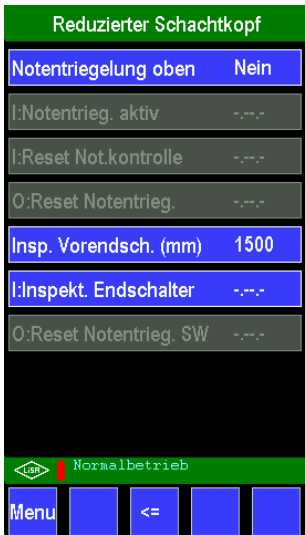 Reduzierter Schachtkopf
Notentriegelung oben Nein
I:Notentrieg. aktiv -.--.-
I:Reset Not.kontrolle -.--.-
O:Reset Notentrieg. -.--.-
Insp. Vorendsch. (mm) 1500
I:Inspekt. Endschalter -.--.-
O:Reset Notentrieg. SW -.--.-
LiSA Normalbetrieb
Menu <=